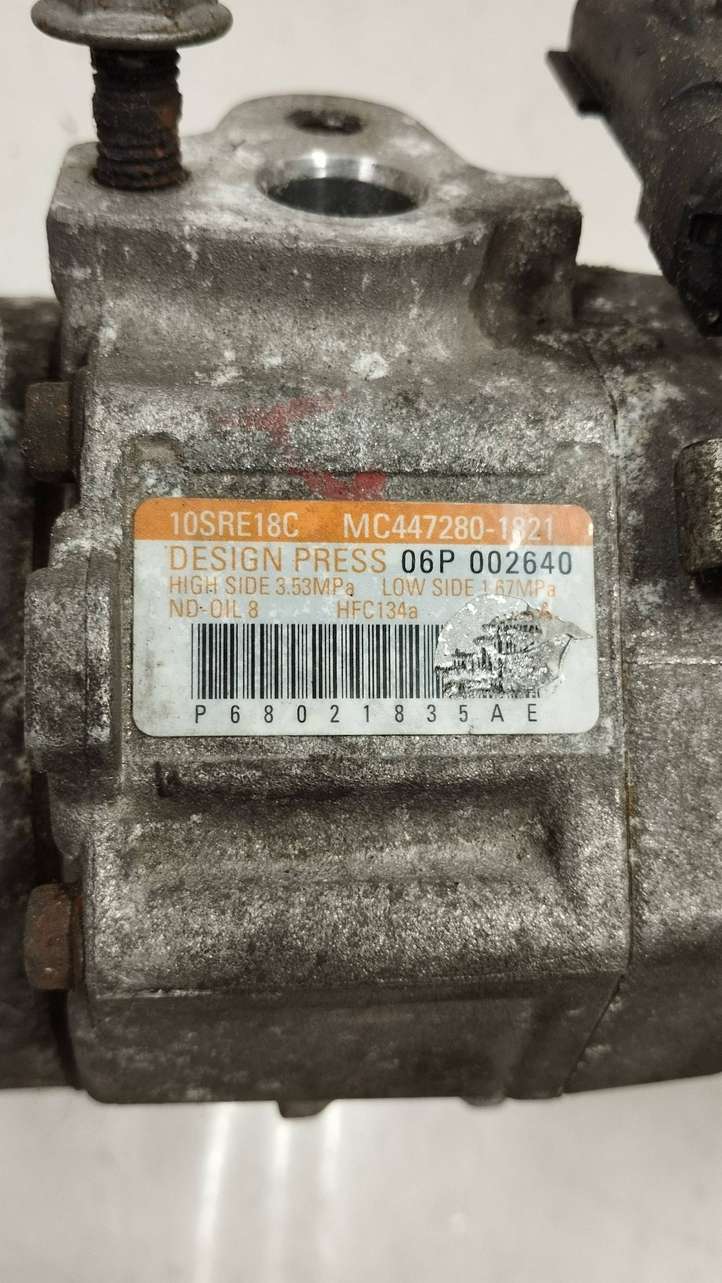 10SRE18C MC447280-1821
DESIGN PRESS 06P 002640
HIGH SIDE 3.53MPa LOW SIDE 1.67MPa
ND-OIL 8 HFC134a
P68021835AE